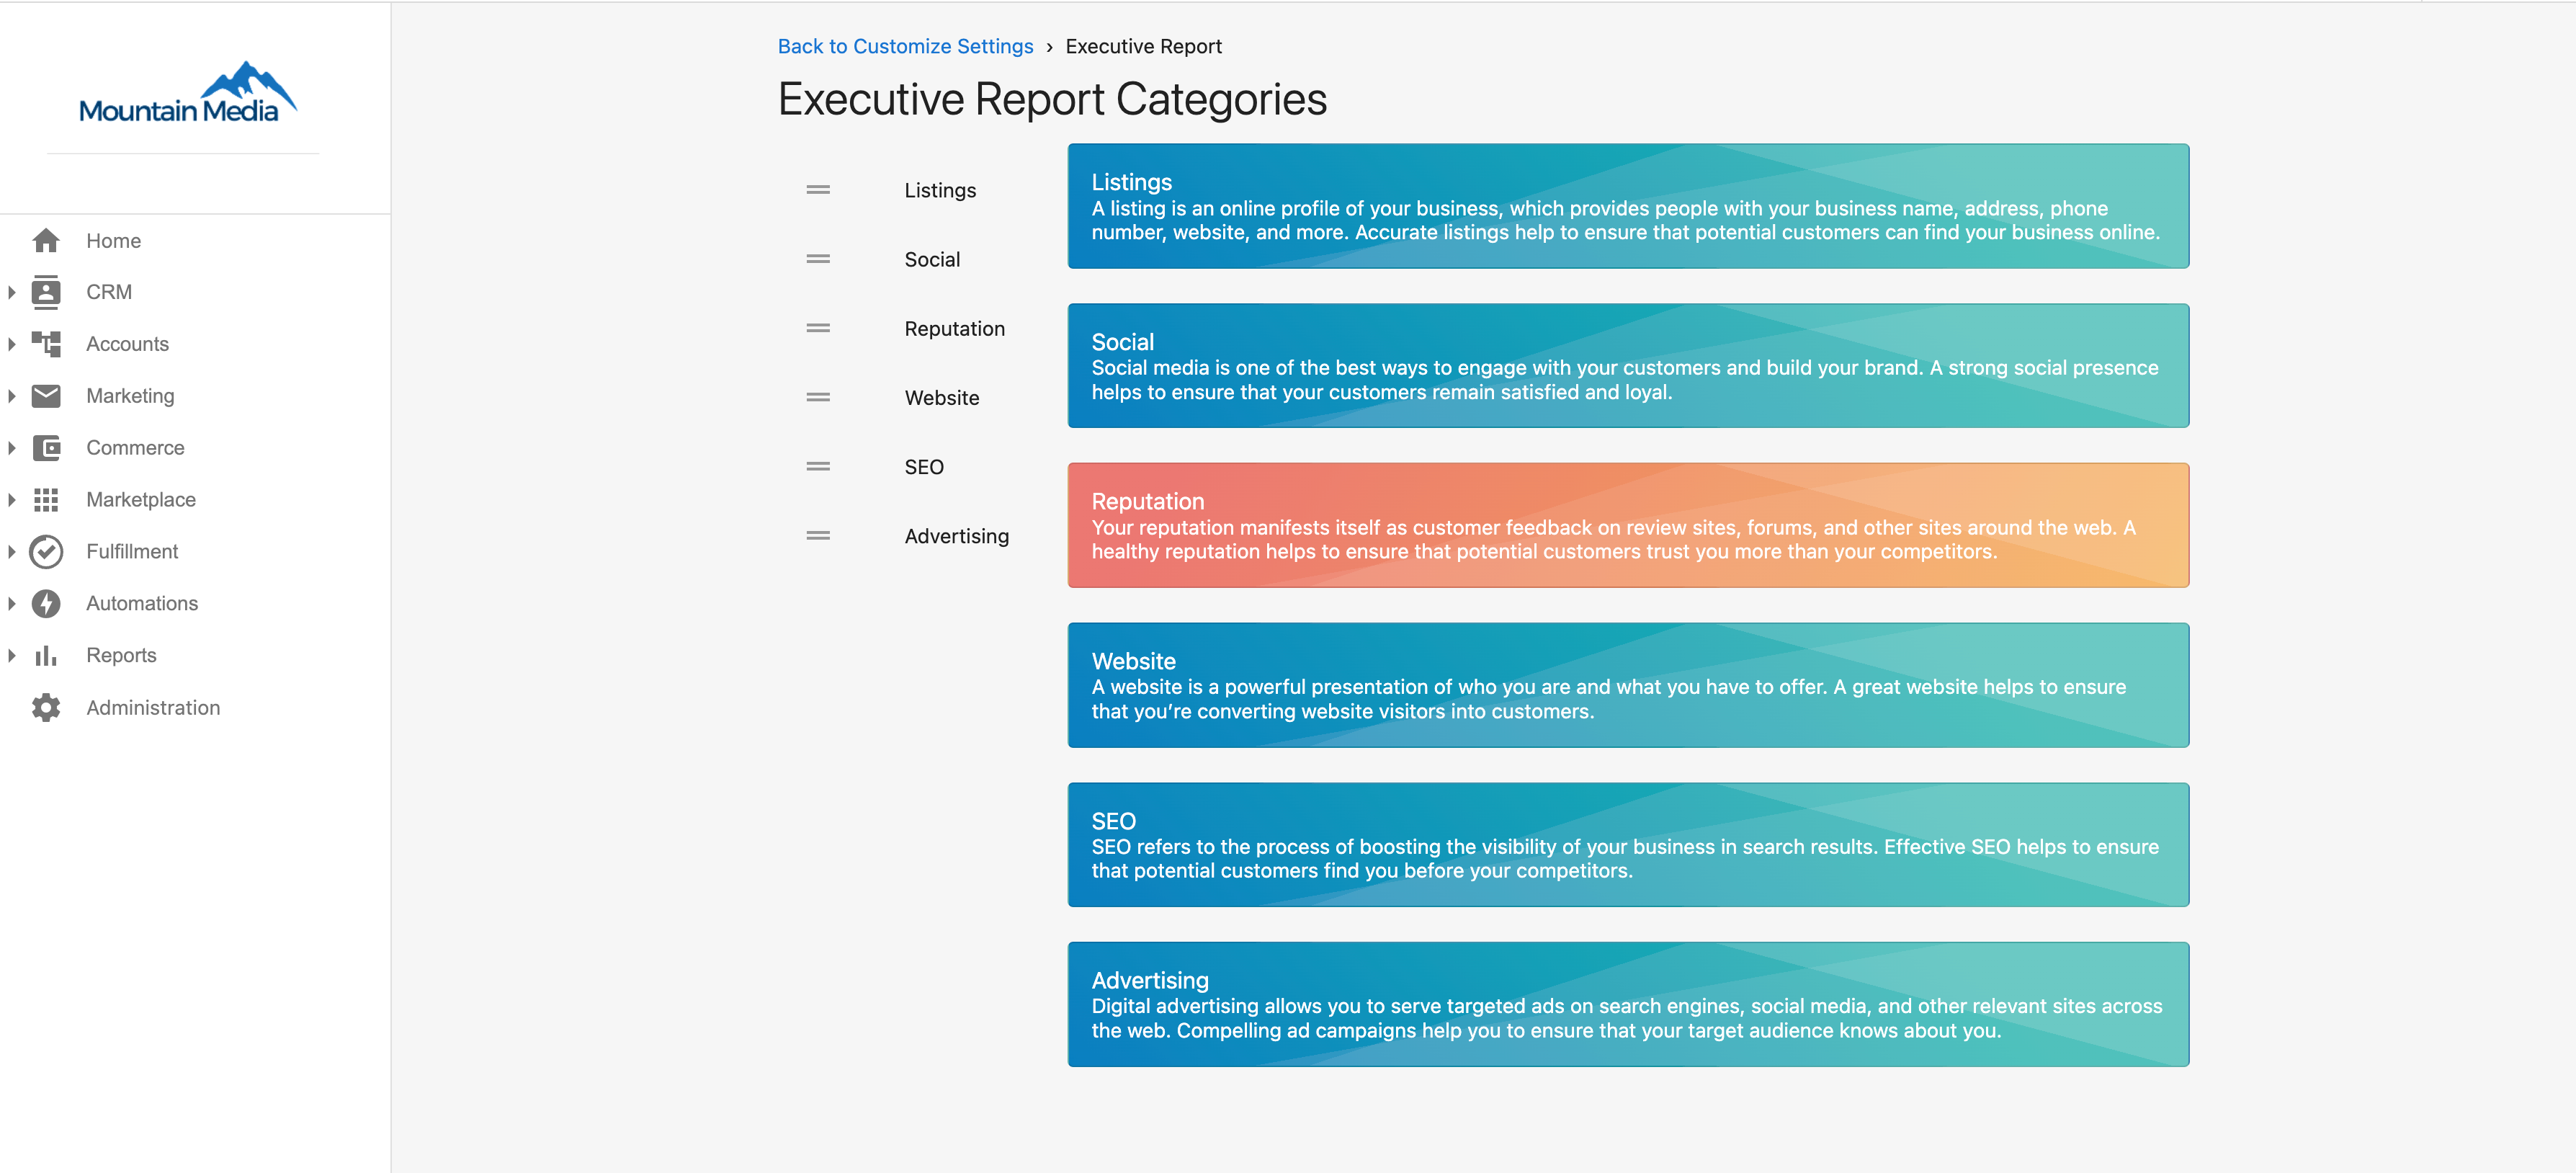 Mountain Media
Home
CRM
Accounts
Marketing
Commerce
Marketplace
Fulfillment
Automations
Reports
Administration
Back to Customize Settings › Executive Report
Executive Report Categories
Listings
Social
Reputation
Website
SEO
Advertising
Listings
A listing is an online profile of your business, which provides people with your business name, address, phone
number, website, and more. Accurate listings help to ensure that potential customers can find your business online.
Social
Social media is one of the best ways to engage with your customers and build your brand. A strong social presence
helps to ensure that your customers remain satisfied and loyal.
Reputation
Your reputation manifests itself as customer feedback on review sites, forums, and other sites around the web. A
healthy reputation helps to ensure that potential customers trust you more than your competitors.
Website
A website is a powerful presentation of who you are and what you have to offer. A great website helps to ensure
that you’re converting website visitors into customers.
SEO
SEO refers to the process of boosting the visibility of your business in search results. Effective SEO helps to ensure
that potential customers find you before your competitors.
Advertising
Digital advertising allows you to serve targeted ads on search engines, social media, and other relevant sites across
the web. Compelling ad campaigns help you to ensure that your target audience knows about you.